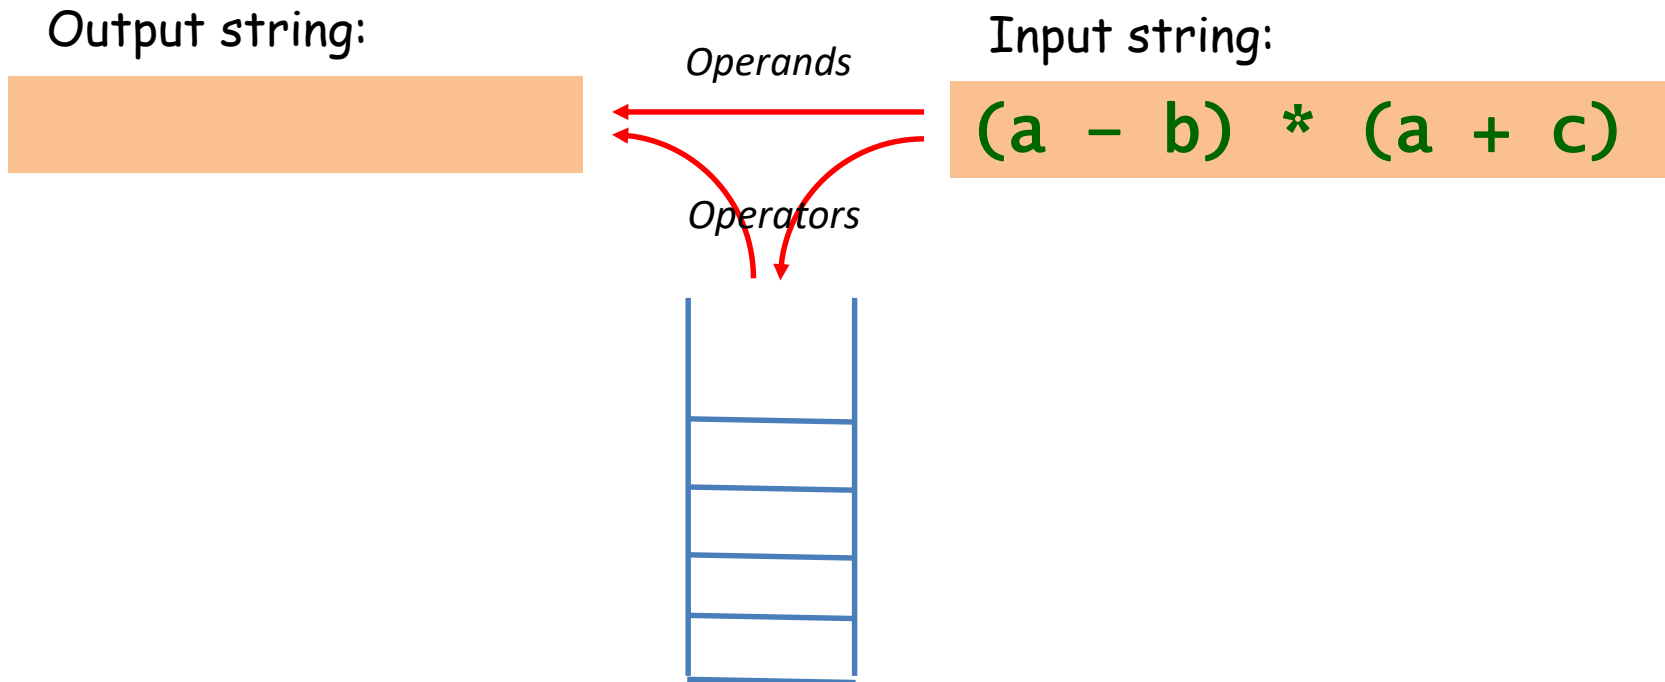 Output string:
Operands
Input string:
(a - b) * (a + c)
Operators